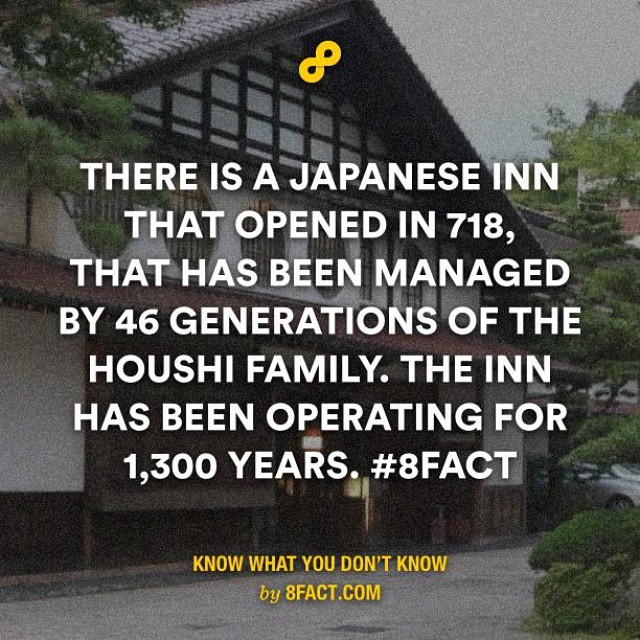 THERE IS A JAPANESE INN
THAT OPENED IN 718,
THAT HAS BEEN MANAGED
BY 46 GENERATIONS OF THE
HOUSHI FAMILY. THE INN
HAS BEEN OPERATING FOR
1,300 YEARS. #8FACT
KNOW WHAT YOU DON'T KNOW
by 8FACT.COM